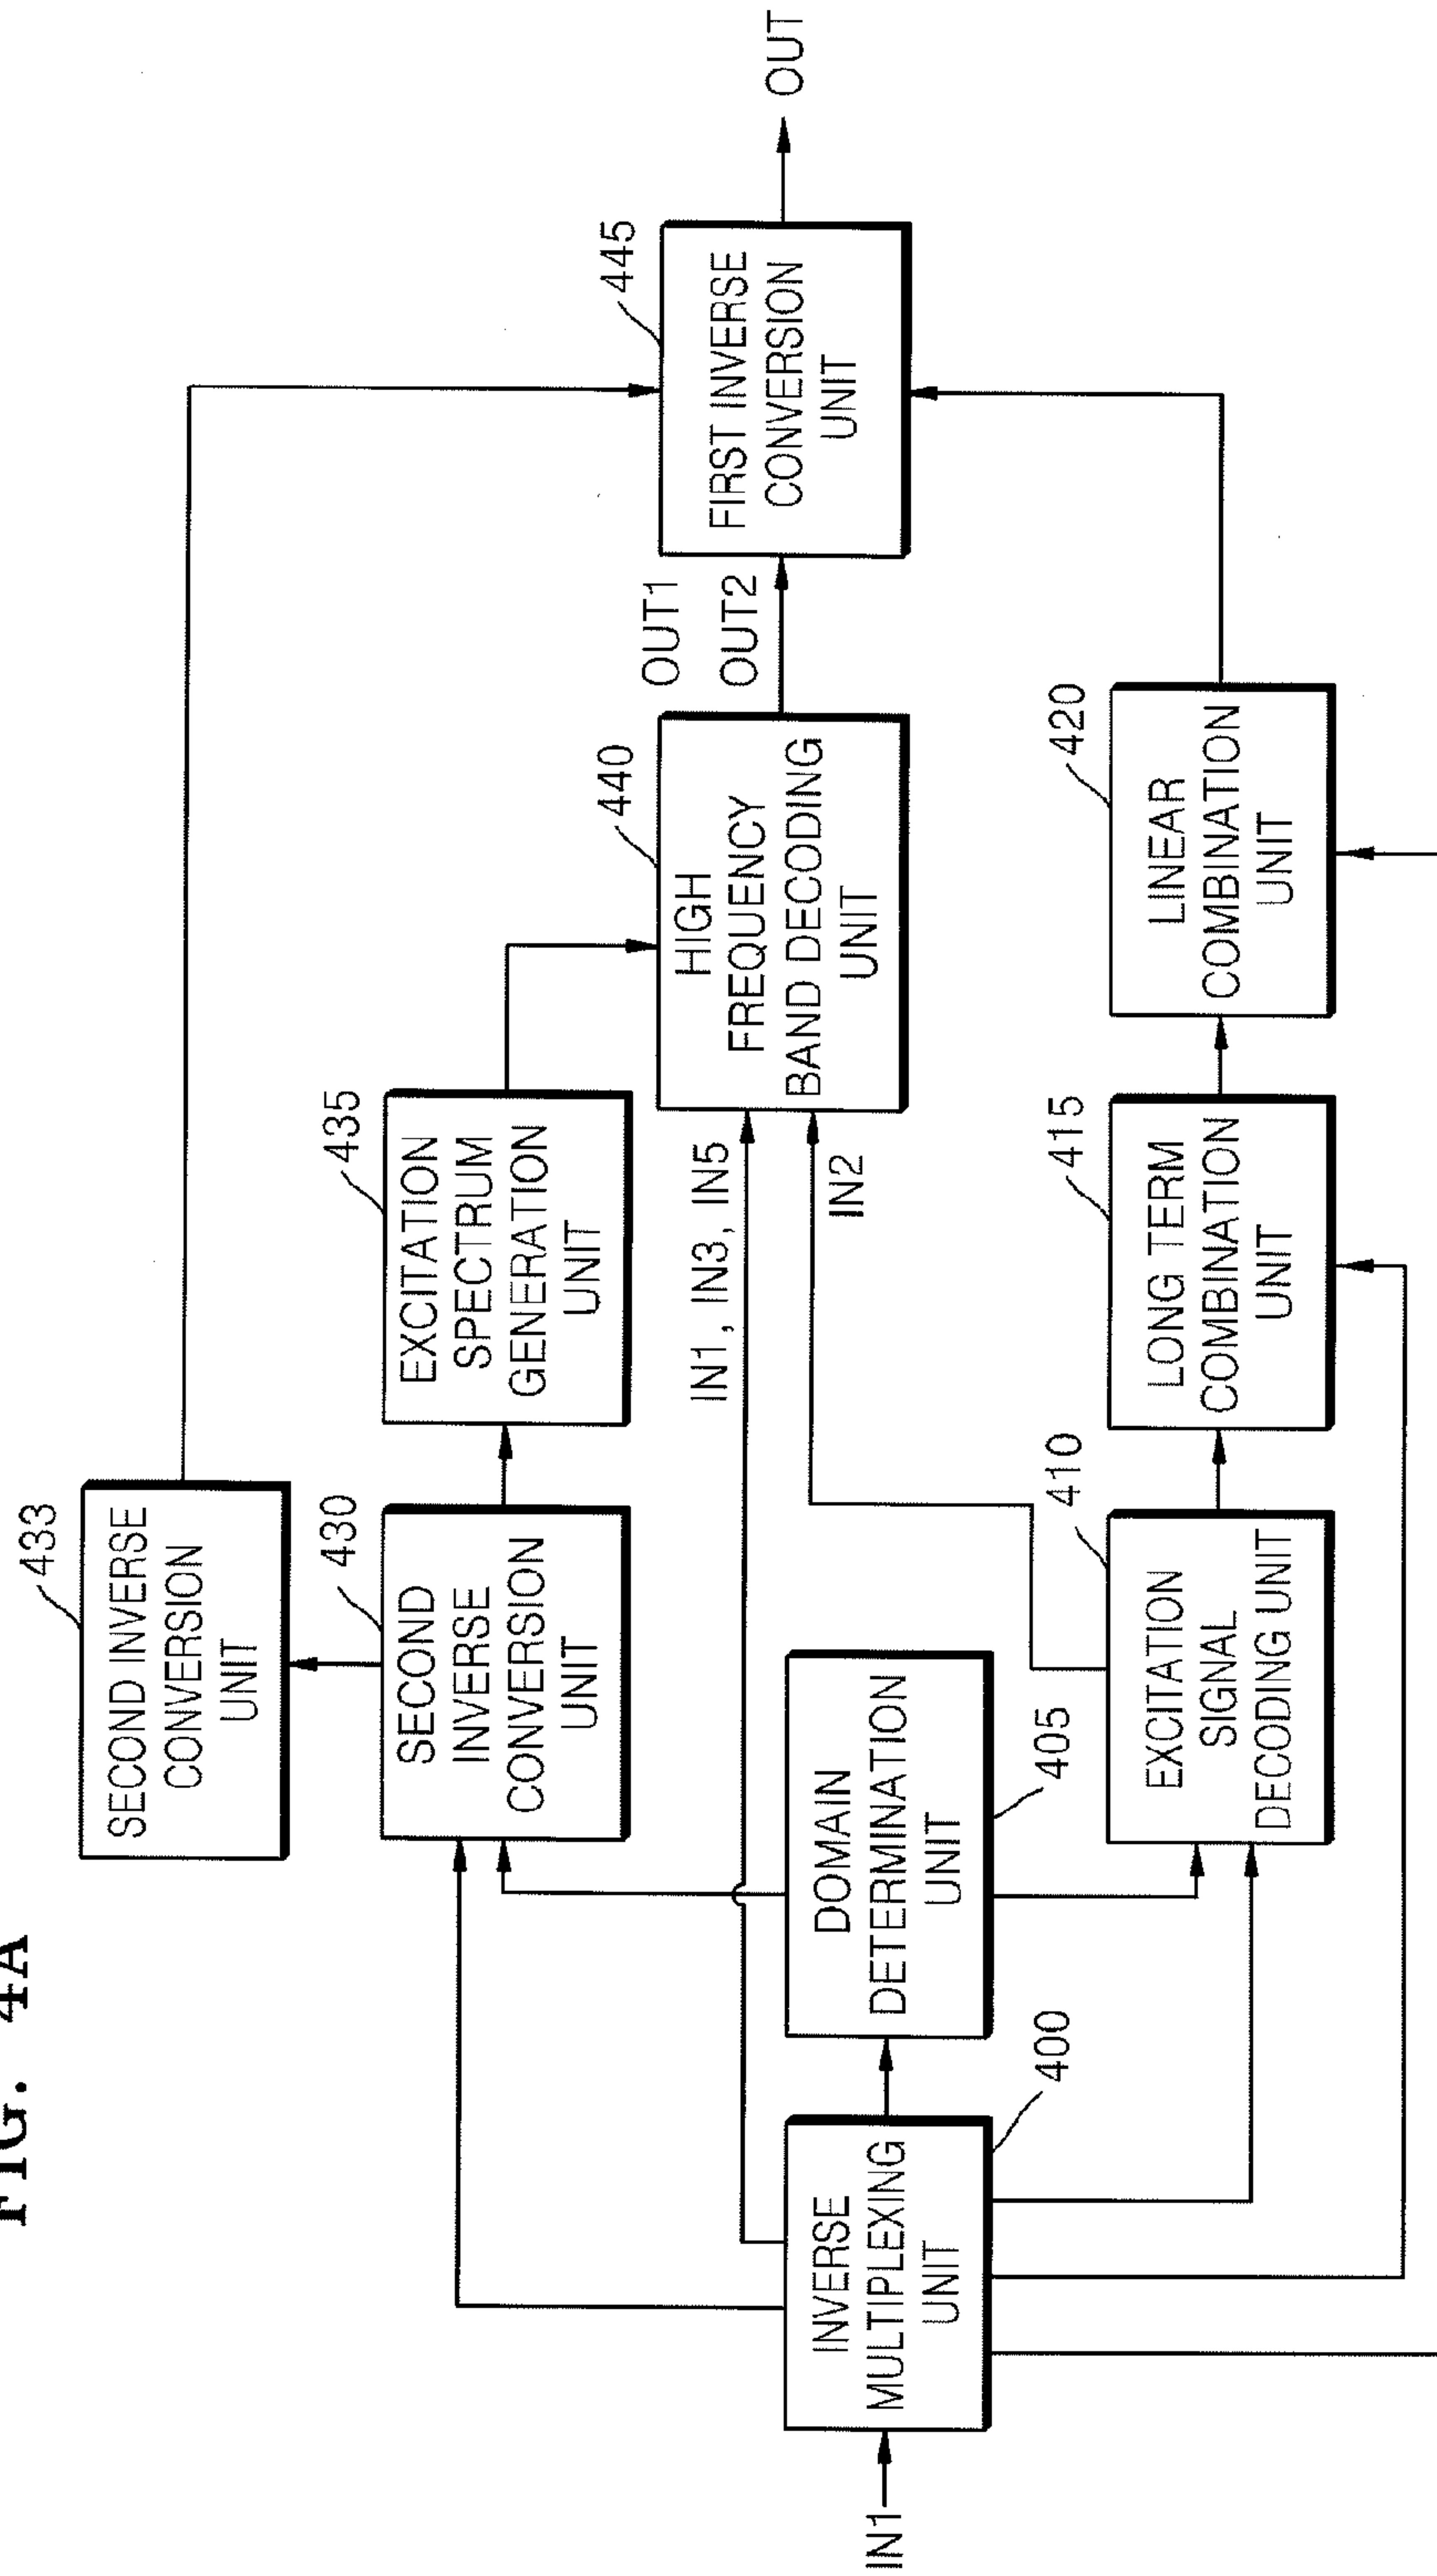 FIG. 4A
433
SECOND INVERSE
CONVERSION
UNIT
430
SECOND
INVERSE
CONVERSION
UNIT
435
EXCITATION
SPECTRUM
GENERATION
UNIT
440
HIGH
FREQUENCY
BAND DECODING
UNIT
IN1, IN3, IN5
IN2
OUT1
OUT2
445
FIRST INVERSE
CONVERSION
UNIT
OUT
IN1
INVERSE
MULTIPLEXING
UNIT
400
DOMAIN
DETERMINATION
UNIT
405
410
EXCITATION
SIGNAL
DECODING UNIT
415
LONG TERM
COMBINATION
UNIT
420
LINEAR
COMBINATION
UNIT